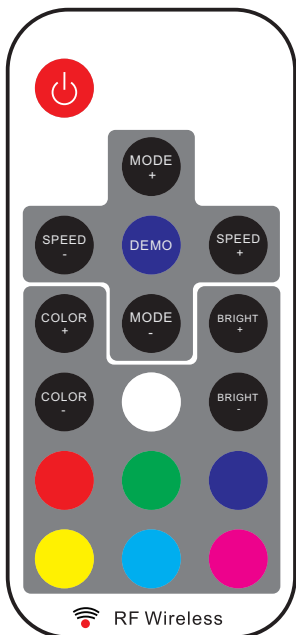 MODE
+
SPEED
-
DEMO
SPEED
+
COLOR
+
MODE
-
BRIGHT
+
COLOR
-
BRIGHT
-
RF Wireless